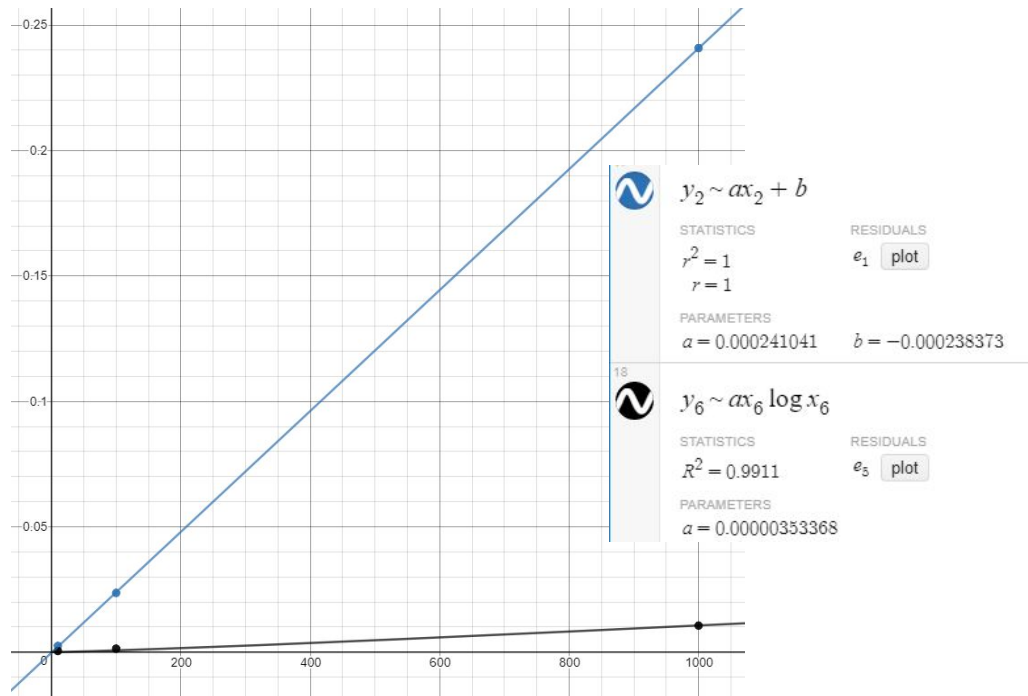 0.25
0.2
0.15
0.1
0.05
0
200
400
600
800
1000
y₂ ~ ax₂ + b
STATISTICS
RESIDUALS
r² = 1
e₁ plot
r = 1
PARAMETERS
a = 0.000241041
b = −0.000238373
18
y₆ ~ ax₆ log x₆
STATISTICS
RESIDUALS
R² = 0.9911
e₅ plot
PARAMETERS
a = 0.00000353368